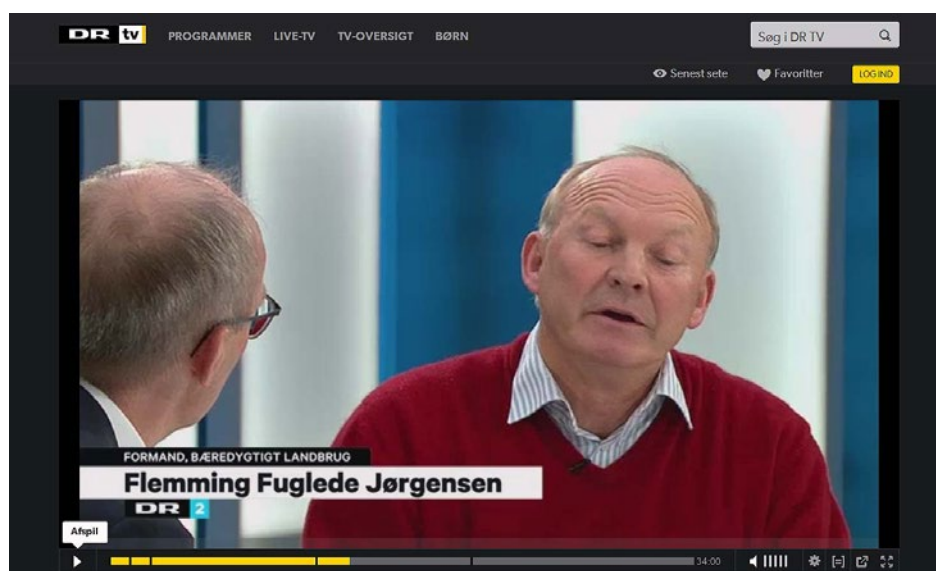 DR tv PROGRAMMER LIVE-TV TV-OVERSIGT BØRN Søg i DR TV
Senest sete Favoritter LOG IND
FORMAND, BÆREDYGTIGT LANDBRUG
Flemming Fuglede Jørgensen
DR 2
Afspil
34:00